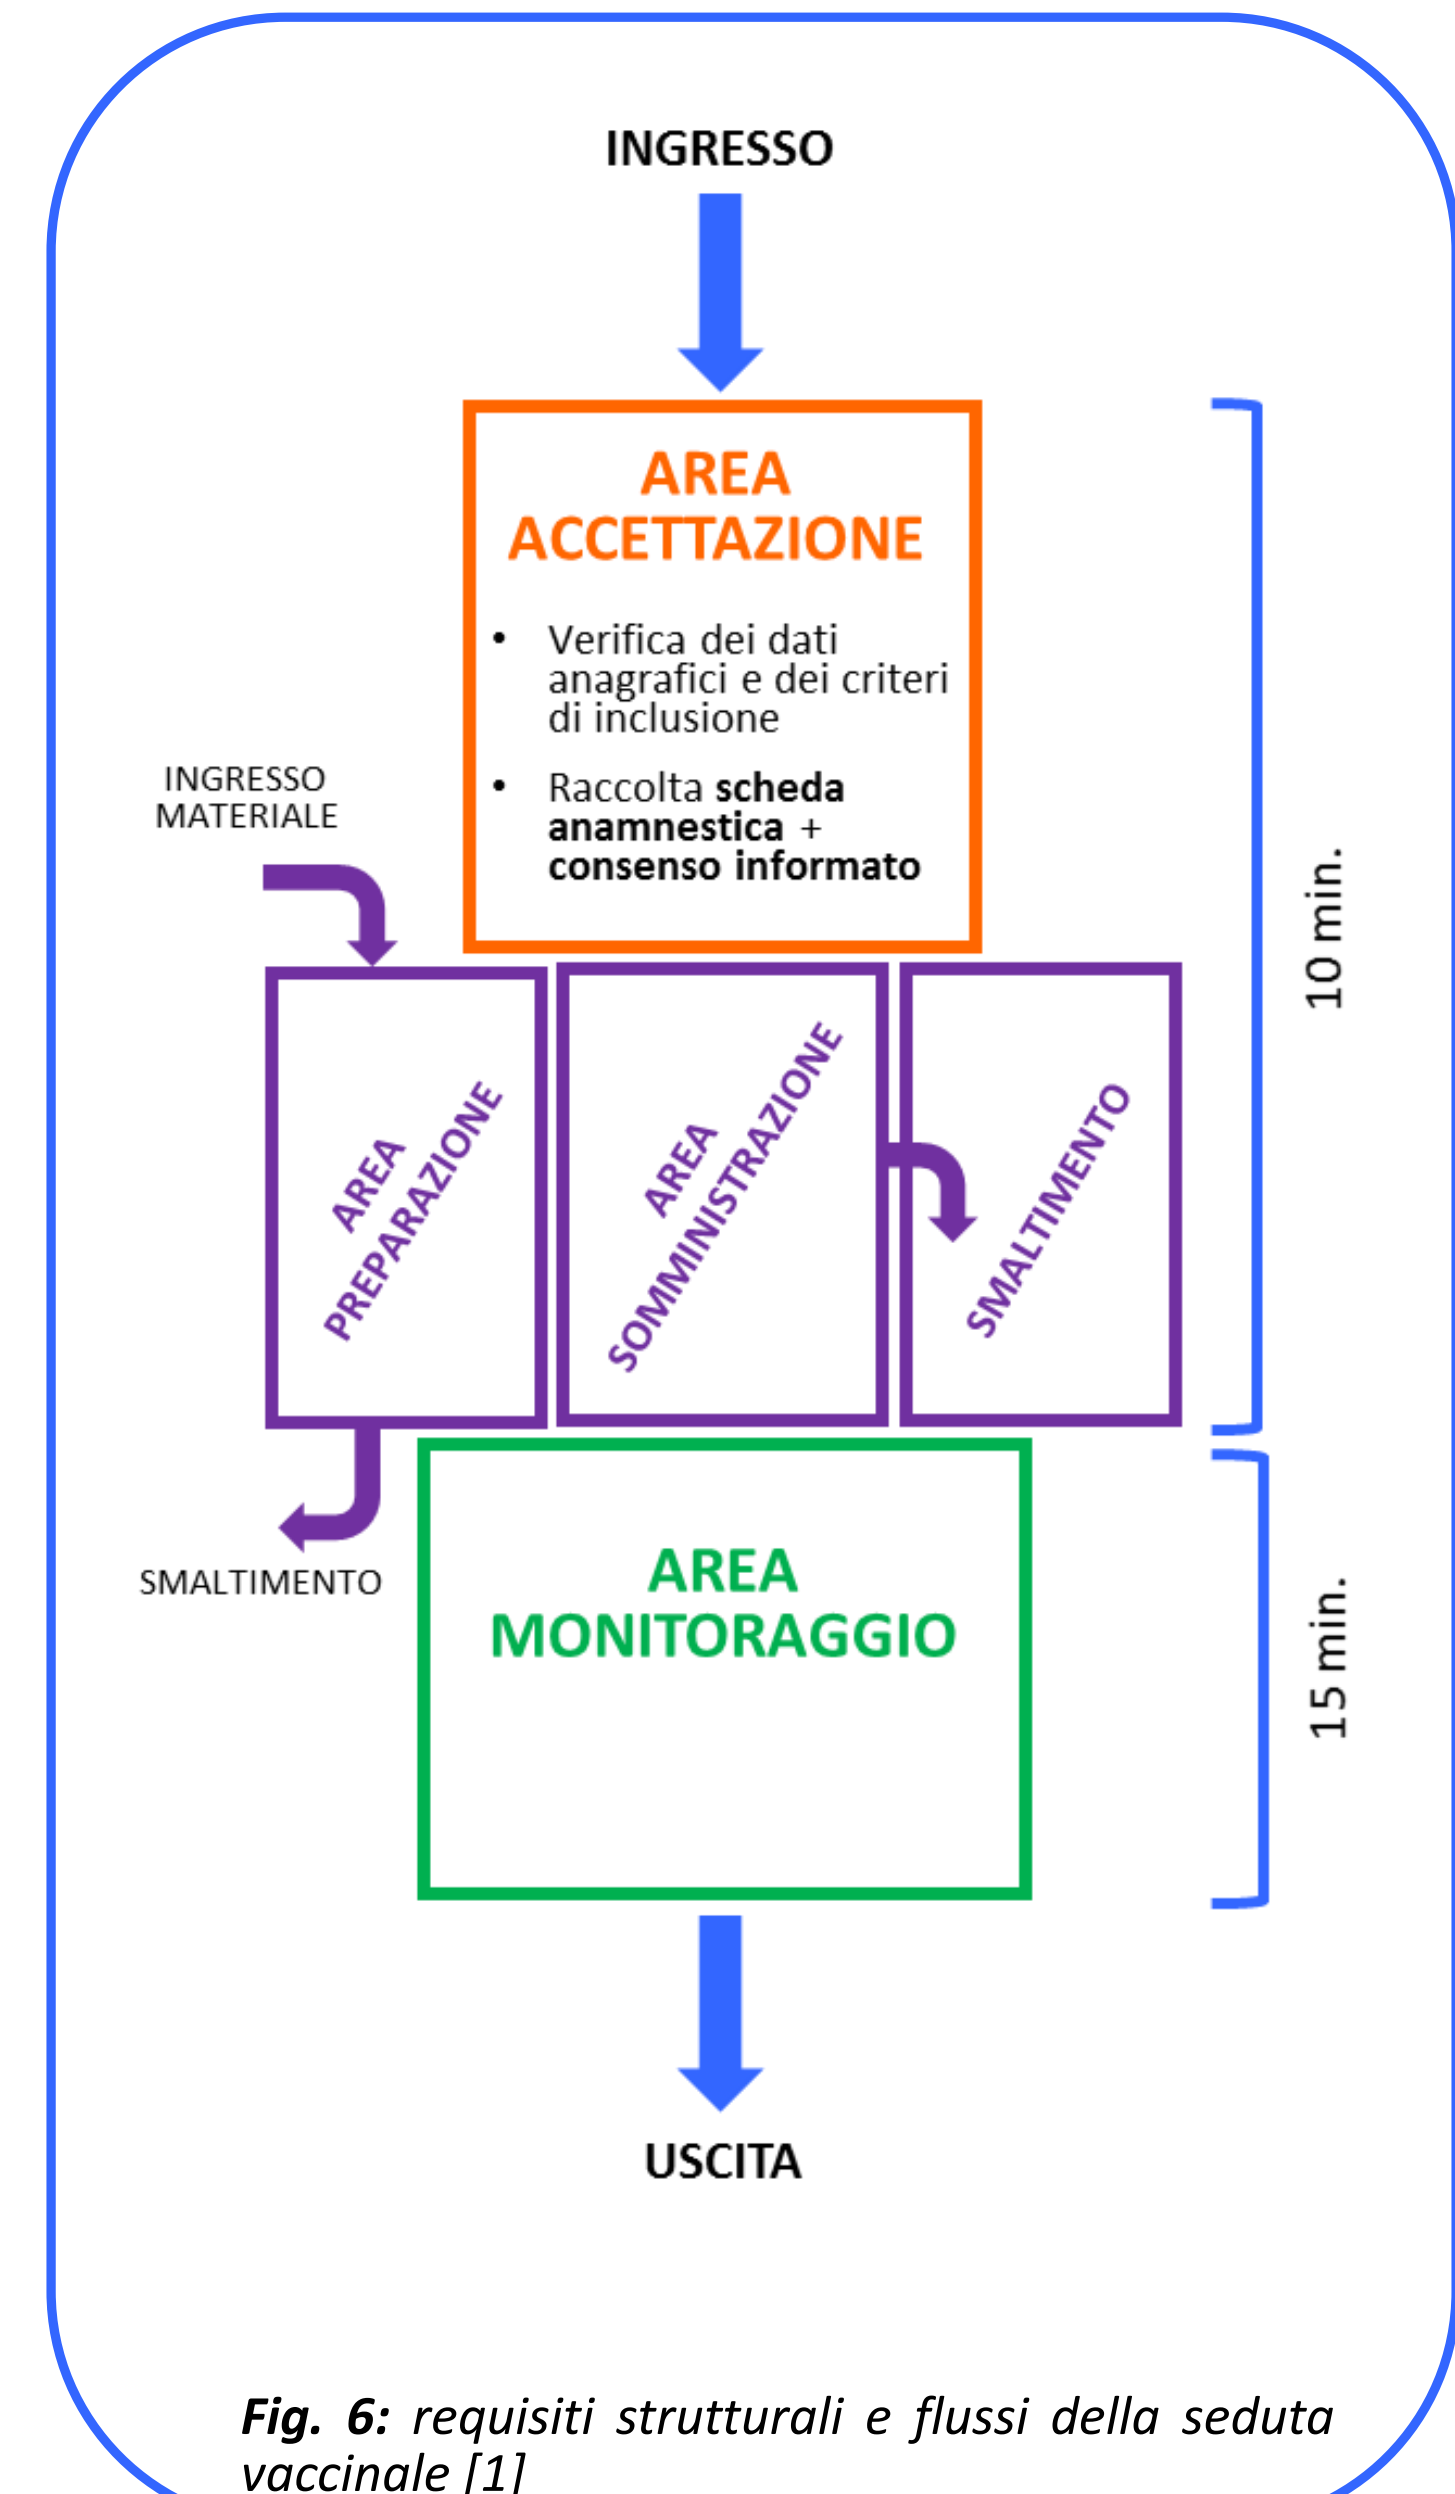 INGRESSO
AREA
ACCETTAZIONE
• Verifica dei dati
anagrafici e dei criteri
di inclusione
• Raccolta scheda
anamnestica +
consenso informato
INGRESSO
MATERIALE
10 min.
AREA
PREPARAZIONE
AREA
SOMMINISTRAZIONE
SMALTIMENTO
SMALTIMENTO
AREA
MONITORAGGIO
15 min.
USCITA
Fig. 6: requisiti strutturali e flussi della seduta
vaccinale [1]